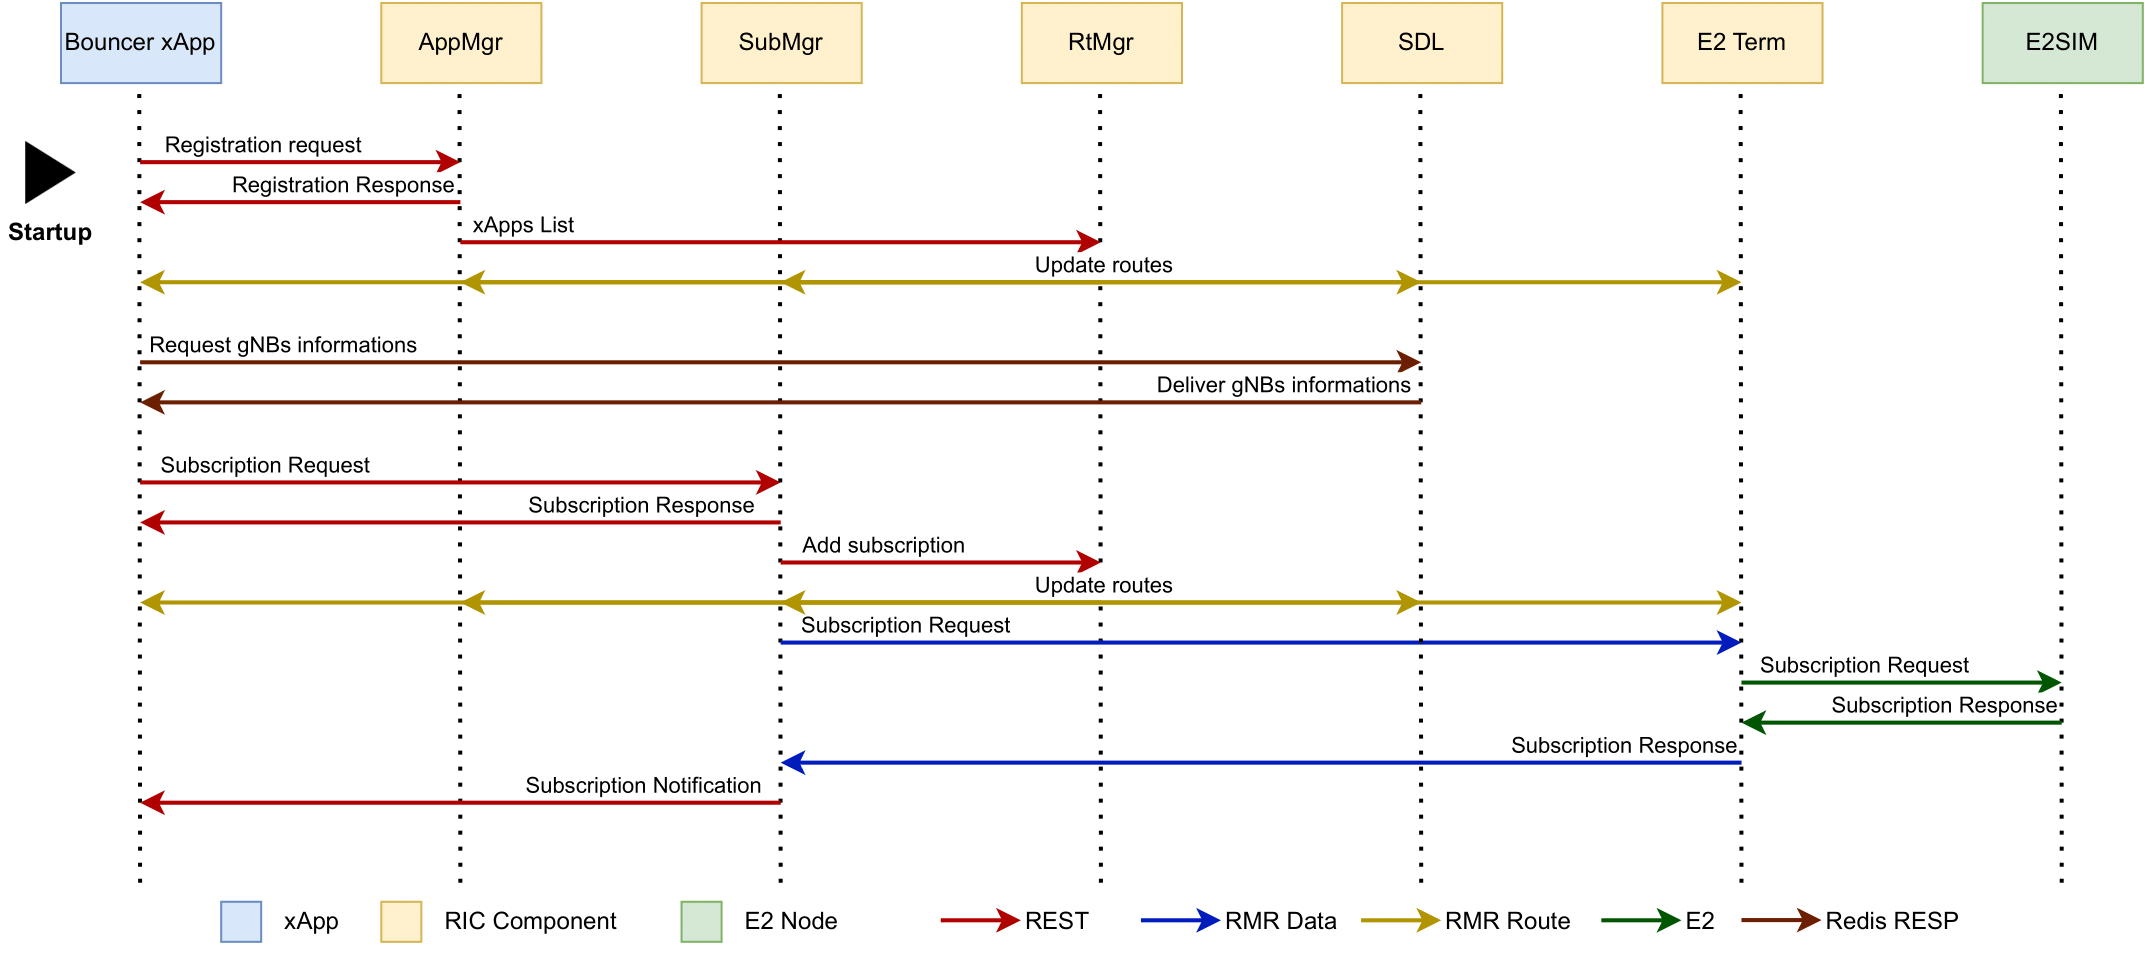 Bouncer xApp
AppMgr
SubMgr
RtMgr
SDL
E2 Term
E2SIM
Registration request
Registration Response
Startup
xApps List
Update routes
Request gNBs informations
Deliver gNBs informations
Subscription Request
Subscription Response
Add subscription
Update routes
Subscription Request
Subscription Request
Subscription Response
Subscription Response
Subscription Notification
xApp
RIC Component
E2 Node
REST
RMR Data
RMR Route
E2
Redis RESP